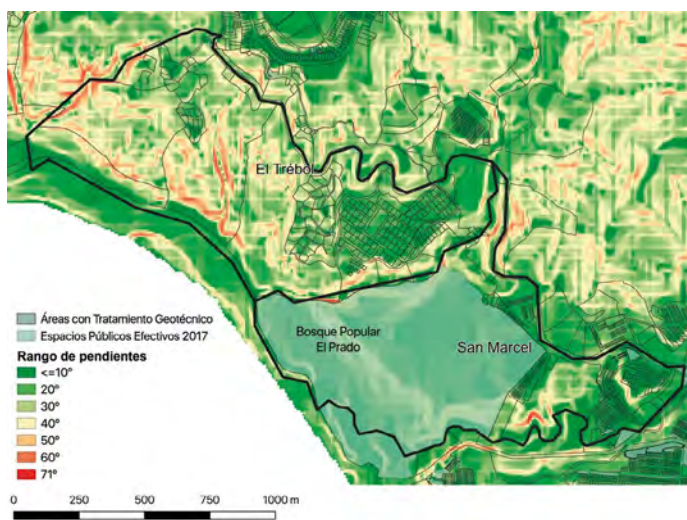 El Tirébol
Bosque Popular
El Prado
San Marcel
Áreas con Tratamiento Geotécnico
Espacios Públicos Efectivos 2017
Rango de pendientes
<=10°
20°
30°
40°
50°
60°
71°
0 250 500 750 1000 m